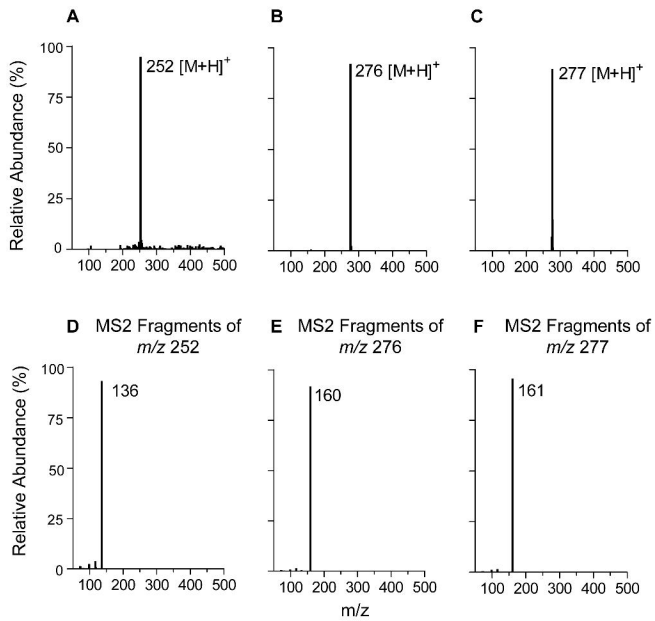 A
B
C
Relative Abundance (%)
100
75
50
25
0
252 [M+H]+
276 [M+H]+
277 [M+H]+
100 200 300 400 500
100 200 300 400 500
100 200 300 400 500
D MS2 Fragments of
m/z 252
E MS2 Fragments of
m/z 276
F MS2 Fragments of
m/z 277
Relative Abundance (%)
100
75
50
25
0
136
160
161
100 200 300 400 500
100 200 300 400 500
100 200 300 400 500
m/z